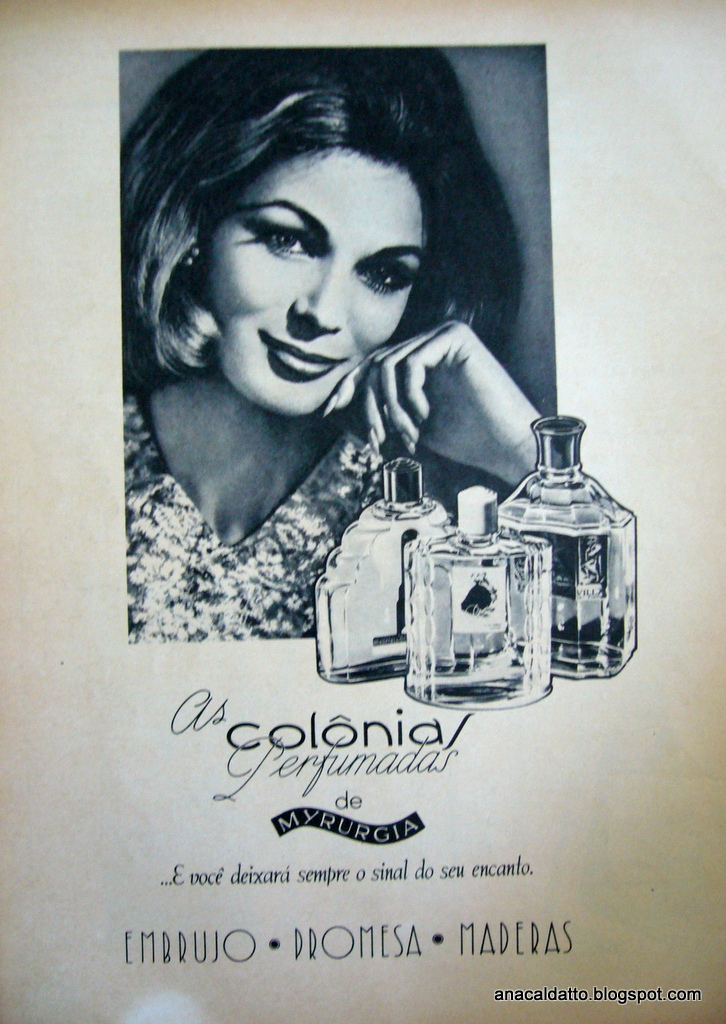 As
colônias
Perfumadas
de
MYRURGIA
...E você deixará sempre o sinal do seu encanto.
EMBRUJO • PROMESA • MADERAS
anacaldatto.blogspot.com